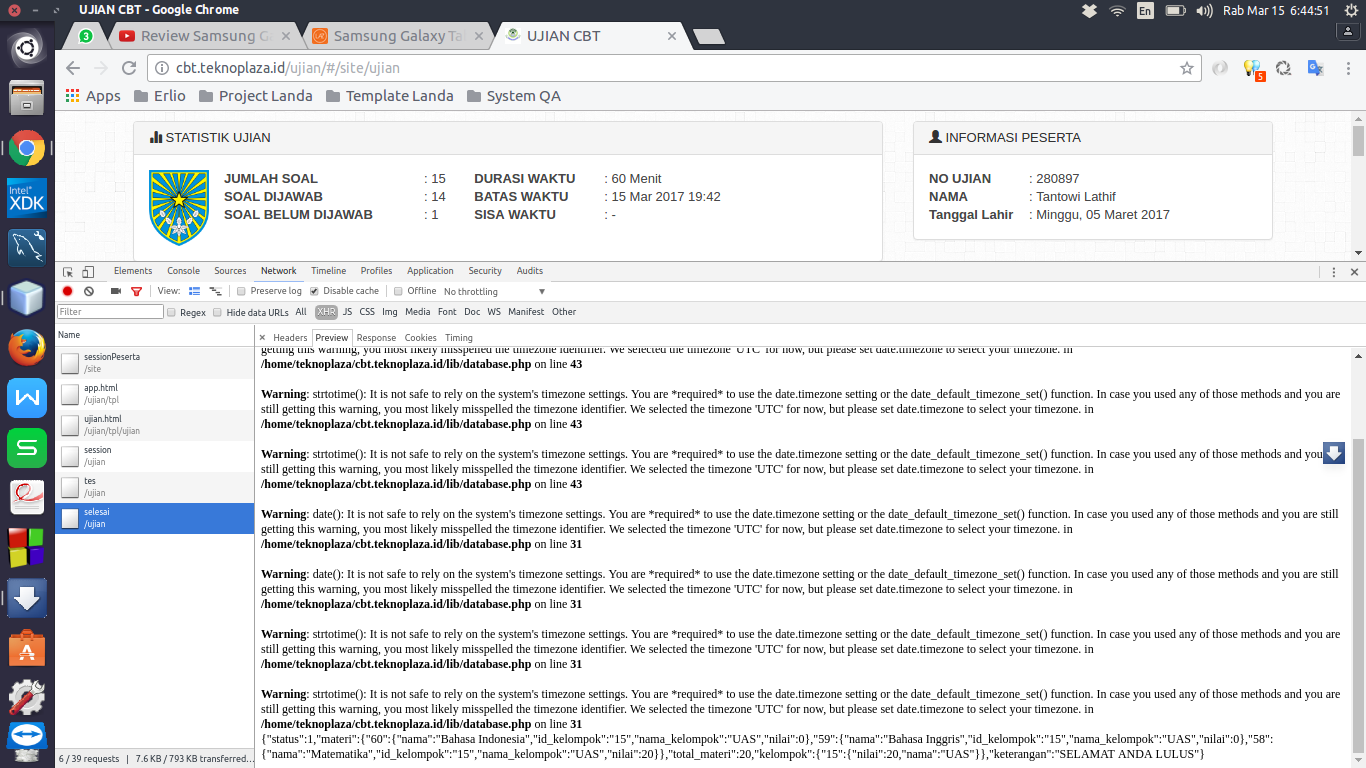 UJIAN CBT - Google Chrome
En
Rab Mar 15 6:44:51
3
Review Samsung G
Samsung Galaxy Tal
UJIAN CBT
cbt.teknoplaza.id/ujian/#/site/ujian
5
Apps
Erlio
Project Landa
Template Landa
System QA
STATISTIK UJIAN
JUMLAH SOAL : 15 DURASI WAKTU : 60 Menit
SOAL DIJAWAB : 14 BATAS WAKTU : 15 Mar 2017 19:42
SOAL BELUM DIJAWAB : 1 SISA WAKTU : -
INFORMASI PESERTA
NO UJIAN : 280897
NAMA : Tantowi Lathif
Tanggal Lahir : Minggu, 05 Maret 2017
Intel®
XDK
Elements Console Sources Network Timeline Profiles Application Security Audits
View: Preserve log Disable cache Offline No throttling
Filter Regex Hide data URLs All XHR JS CSS Img Media Font Doc WS Manifest Other
Name
sessionPeserta
/site
app.html
/ujian/tpl
ujian.html
/ujian/tpl/ujian
session
/ujian
tes
/ujian
selesai
/ujian
6 / 39 requests | 7.6 KB / 793 KB transferred...
Headers Preview Response Cookies Timing
getting this warning, you most likely misspelled the timezone identifier. We selected the timezone 'UTC' for now, but please set date.timezone to select your timezone. in
/home/teknoplaza/cbt.teknoplaza.id/lib/database.php on line 43
Warning: strtotime(): It is not safe to rely on the system's timezone settings. You are *required* to use the date.timezone setting or the date_default_timezone_set() function. In case you used any of those methods and you are
still getting this warning, you most likely misspelled the timezone identifier. We selected the timezone 'UTC' for now, but please set date.timezone to select your timezone. in
/home/teknoplaza/cbt.teknoplaza.id/lib/database.php on line 43
Warning: strtotime(): It is not safe to rely on the system's timezone settings. You are *required* to use the date.timezone setting or the date_default_timezone_set() function. In case you used any of those methods and you
still getting this warning, you most likely misspelled the timezone identifier. We selected the timezone 'UTC' for now, but please set date.timezone to select your timezone. in
/home/teknoplaza/cbt.teknoplaza.id/lib/database.php on line 43
Warning: date(): It is not safe to rely on the system's timezone settings. You are *required* to use the date.timezone setting or the date_default_timezone_set() function. In case you used any of those methods and you are still
getting this warning, you most likely misspelled the timezone identifier. We selected the timezone 'UTC' for now, but please set date.timezone to select your timezone. in
/home/teknoplaza/cbt.teknoplaza.id/lib/database.php on line 31
Warning: date(): It is not safe to rely on the system's timezone settings. You are *required* to use the date.timezone setting or the date_default_timezone_set() function. In case you used any of those methods and you are still
getting this warning, you most likely misspelled the timezone identifier. We selected the timezone 'UTC' for now, but please set date.timezone to select your timezone. in
/home/teknoplaza/cbt.teknoplaza.id/lib/database.php on line 31
Warning: strtotime(): It is not safe to rely on the system's timezone settings. You are *required* to use the date.timezone setting or the date_default_timezone_set() function. In case you used any of those methods and you are
still getting this warning, you most likely misspelled the timezone identifier. We selected the timezone 'UTC' for now, but please set date.timezone to select your timezone. in
/home/teknoplaza/cbt.teknoplaza.id/lib/database.php on line 31
Warning: strtotime(): It is not safe to rely on the system's timezone settings. You are *required* to use the date.timezone setting or the date_default_timezone_set() function. In case you used any of those methods and you are
still getting this warning, you most likely misspelled the timezone identifier. We selected the timezone 'UTC' for now, but please set date.timezone to select your timezone. in
/home/teknoplaza/cbt.teknoplaza.id/lib/database.php on line 31
{"status":1,"materi":{"60":{"nama":"Bahasa Indonesia","id_kelompok":"15","nama_kelompok":"UAS","nilai":0},"59":{"nama":"Bahasa Inggris","id_kelompok":"15","nama_kelompok":"UAS","nilai":0},"58":
{"nama":"Matematika","id_kelompok":"15","nama_kelompok":"UAS","nilai":20}},"total_materi":20,"kelompok":{"15":{"nilai":20,"nama":"UAS"}},"keterangan":"SELAMAT ANDA LULUS"}